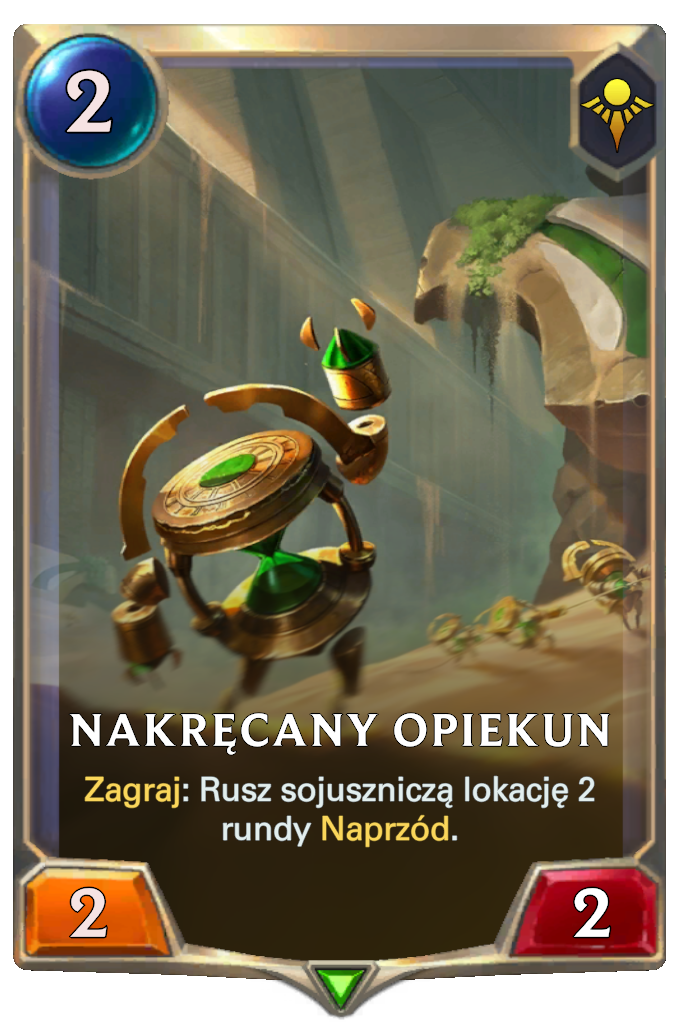 2
NAKRĘCANY OPIEKUN
Zagraj: Rusz sojuszniczą lokację 2
rundy Naprzód.
2
2